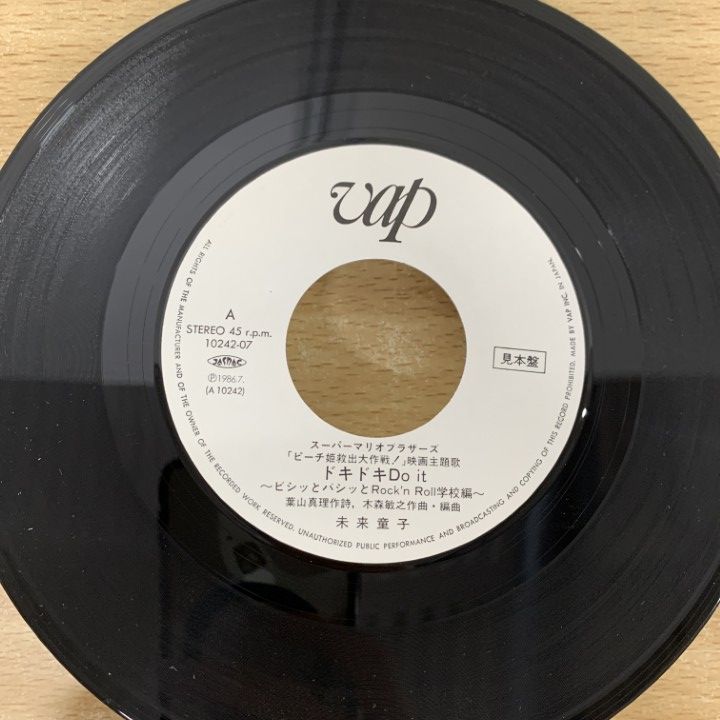 vap
A
STEREO 45 r.p.m.
10242-07
JASRAC
Ⓟ1986.7.
(A 10242)
見本盤
スーパーマリオブラザーズ
「ピーチ姫救出大作戦！」映画主題歌
ドキドキDo it
〜ビシッとバシッとRock'n Roll学校編〜
葉山真理作詩、木森敏之作曲・編曲
未来童子
ALL RIGHTS OF THE MANUFACTURER AND OF THE OWNER OF THE RECORDED WORK RESERVED. UNAUTHORIZED PUBLIC PERFORMANCE AND BROADCASTING AND COPYING OF THIS RECORD PROHIBITED. MADE BY VAP INC. IN JAPAN.